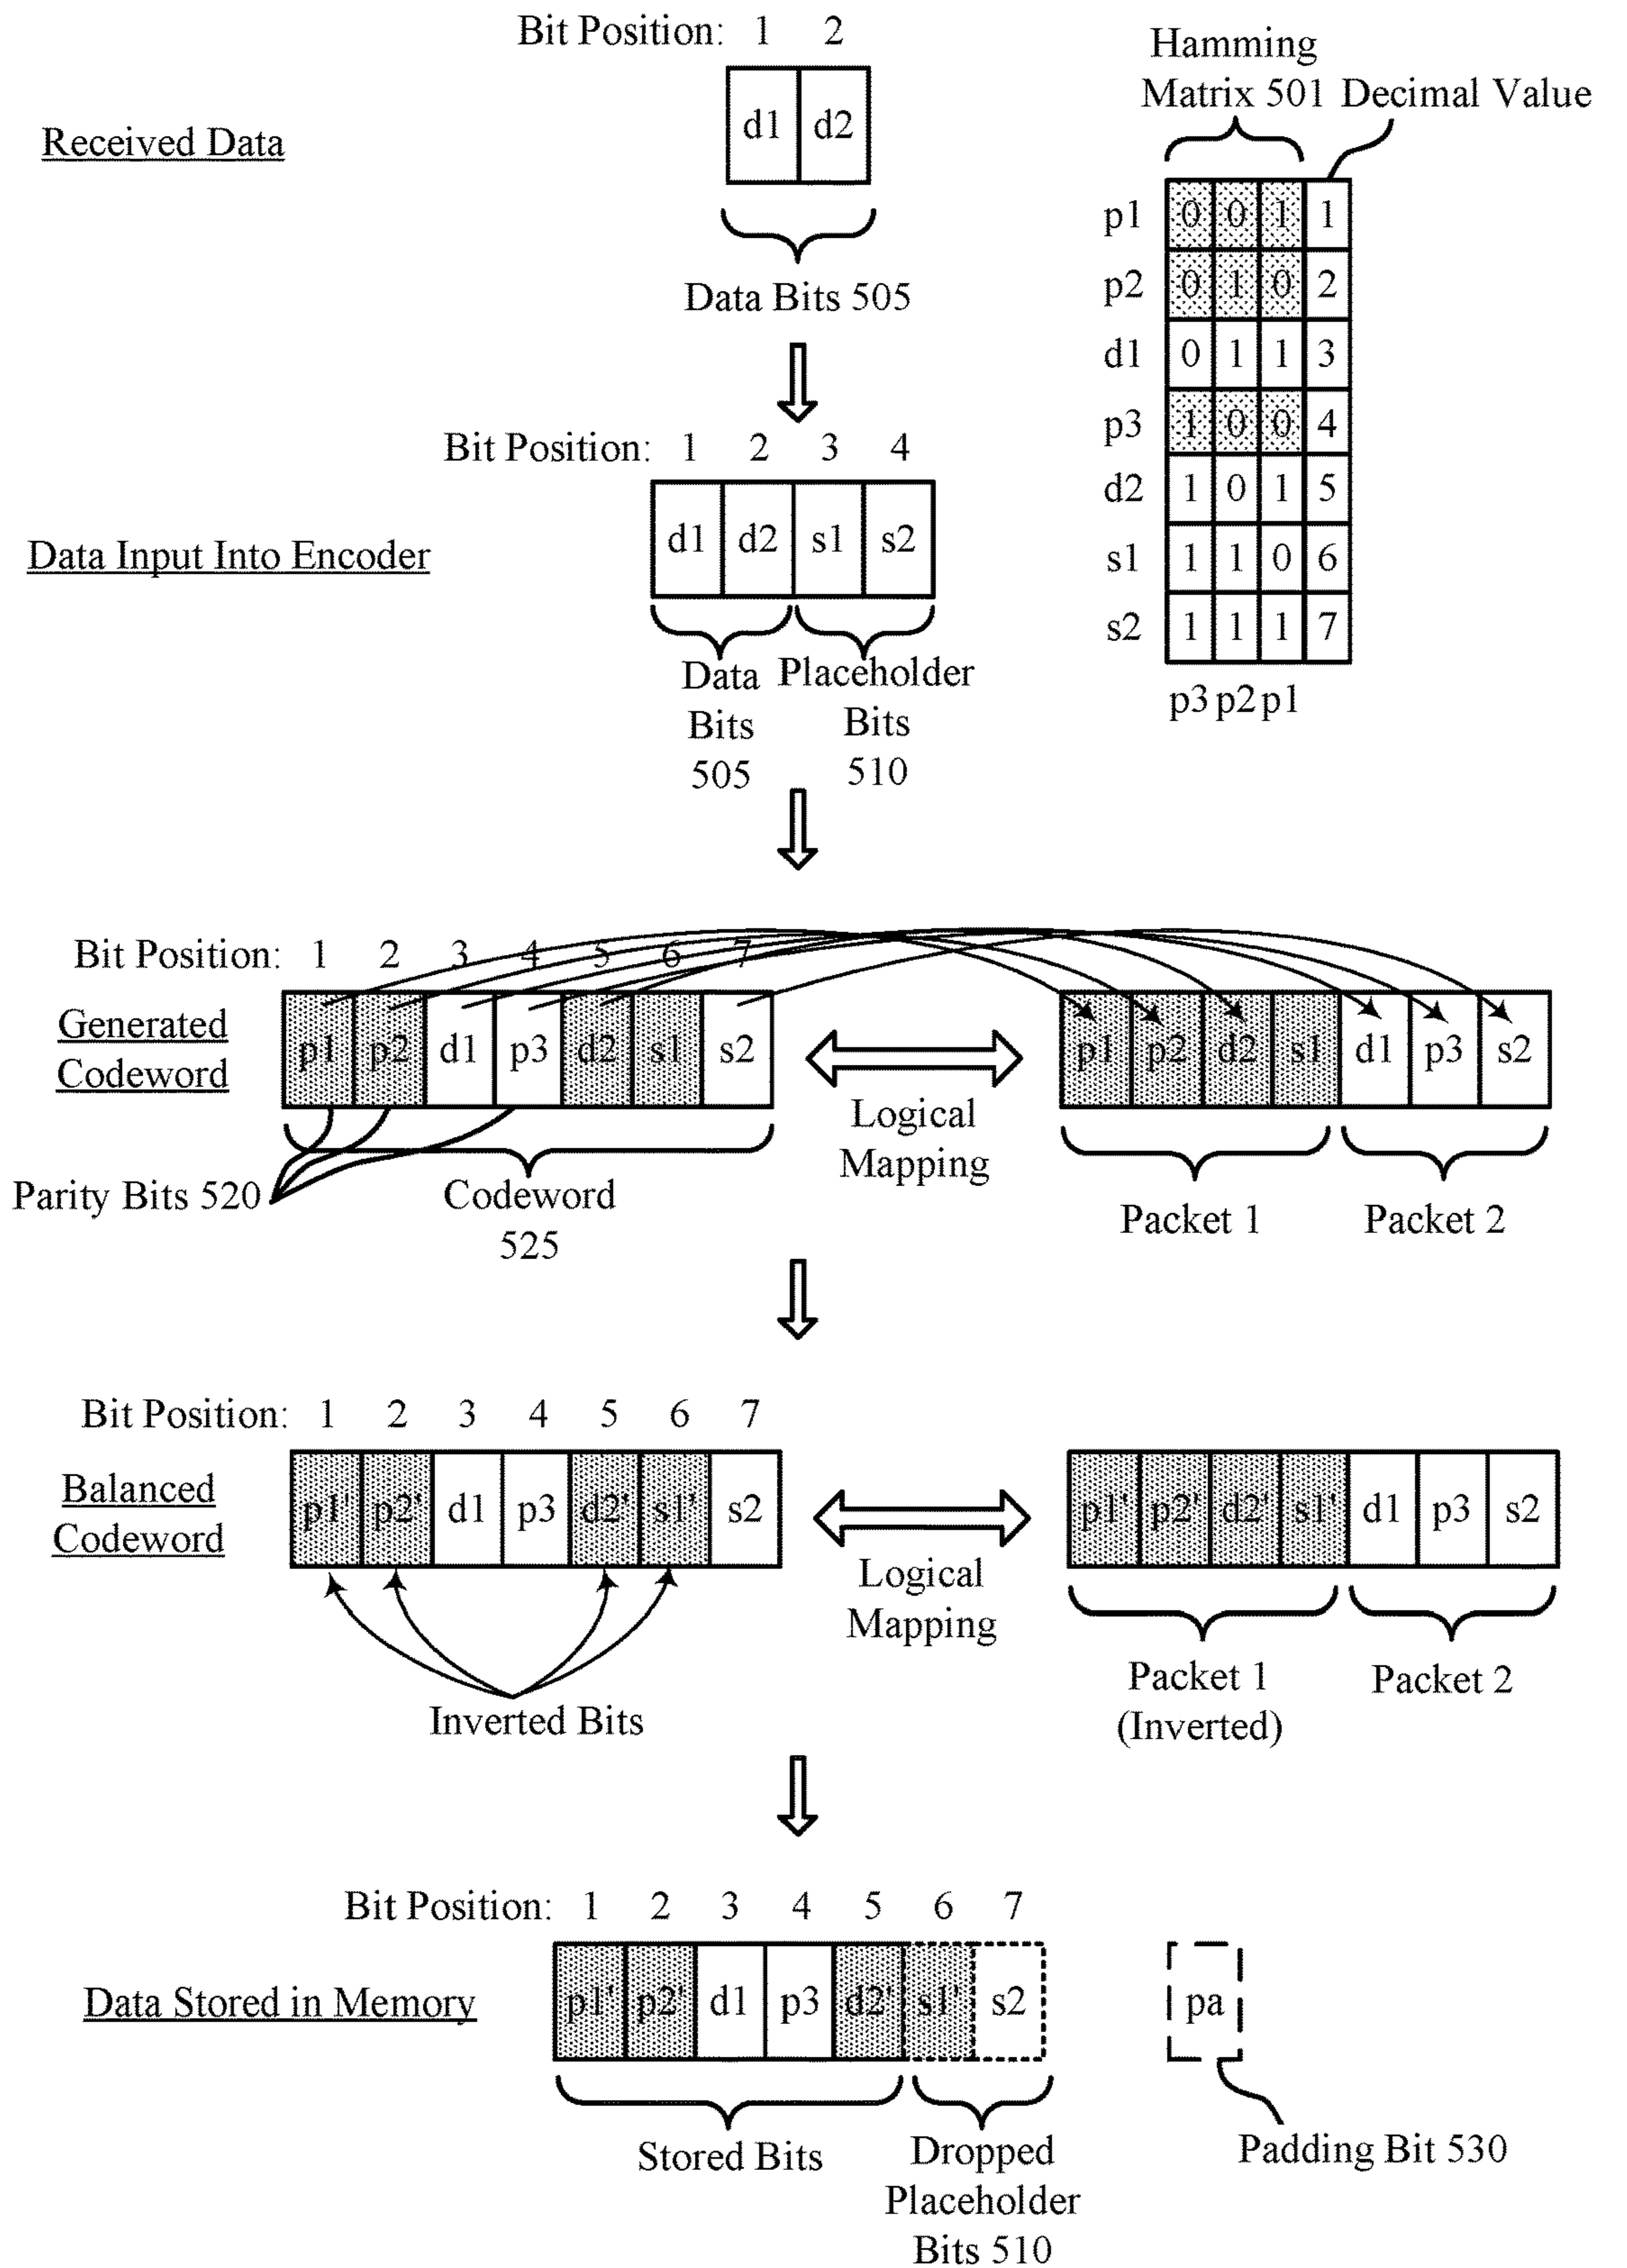 Bit Position: 1 2
Received Data
d1 d2
Data Bits 505
Hamming
Matrix 501 Decimal Value
p1 0 0 1 1
p2 0 1 0 2
d1 0 1 1 3
p3 1 0 0 4
d2 1 0 1 5
s1 1 1 0 6
s2 1 1 1 7
p3 p2 p1
Bit Position: 1 2 3 4
Data Input Into Encoder
d1 d2 s1 s2
Data
Bits
505
Placeholder
Bits
510
Bit Position: 1 2 3 4 5 6 7
Generated
Codeword
p1 p2 d1 p3 d2 s1 s2
Logical
Mapping
p1 p2 d2 s1 d1 p3 s2
Parity Bits 520
Codeword
525
Packet 1
Packet 2
Bit Position: 1 2 3 4 5 6 7
Balanced
Codeword
p1' p2' d1 p3 d2' s1' s2
Logical
Mapping
p1' p2' d2' s1' d1 p3 s2
Inverted Bits
Packet 1
(Inverted)
Packet 2
Bit Position: 1 2 3 4 5 6 7
Data Stored in Memory
p1' p2' d1 p3 d2' s1' s2
pa
Stored Bits
Dropped
Placeholder
Bits 510
Padding Bit 530